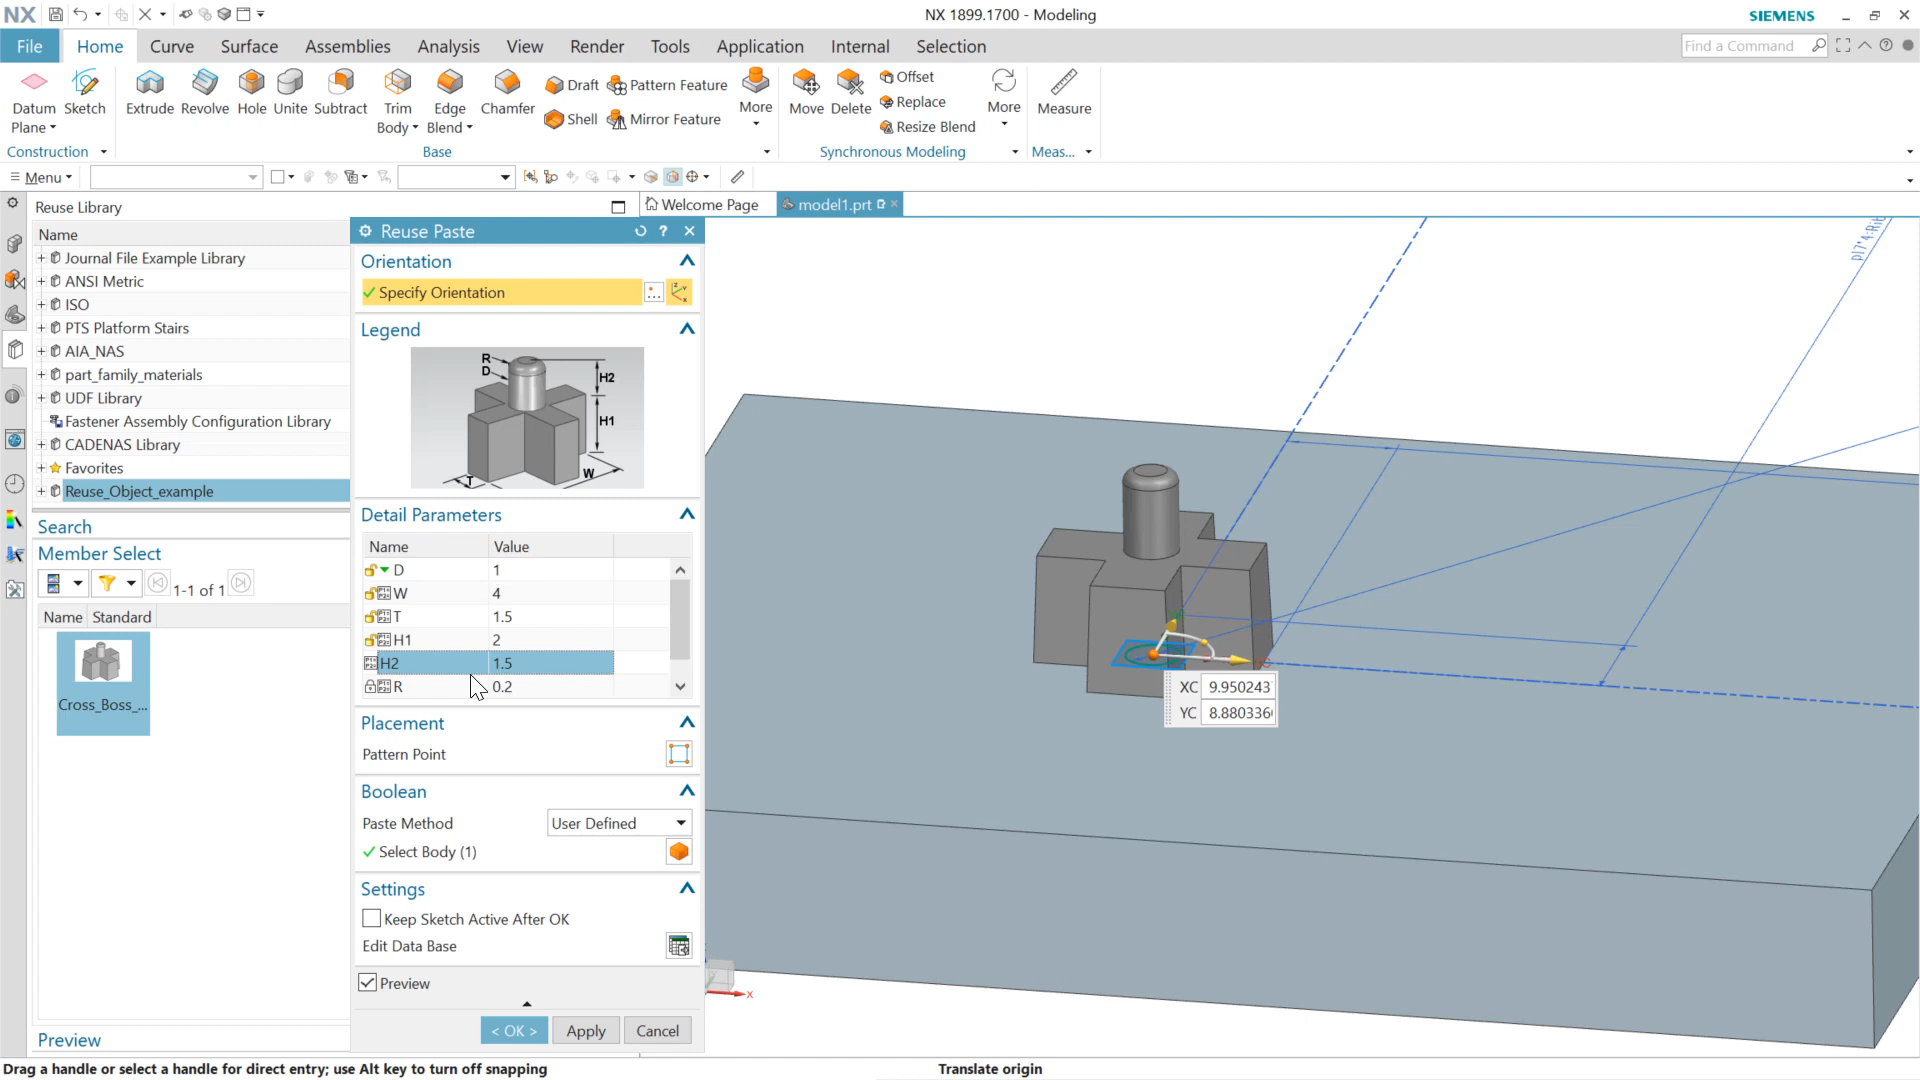 NX
NX 1899.1700 - Modeling
SIEMENS
File
Home
Curve
Surface
Assemblies
Analysis
View
Render
Tools
Application
Internal
Selection
Find a Command
Datum
Plane
Sketch
Extrude
Revolve
Hole
Unite
Subtract
Trim
Body
Edge
Blend
Chamfer
Draft
Shell
Pattern Feature
Mirror Feature
More
Move
Delete
Offset
Replace
Resize Blend
More
Measure
Construction
Base
Synchronous Modeling
Meas...
Menu
Reuse Library
Welcome Page
model1.prt
Name
Journal File Example Library
ANSI Metric
ISO
PTS Platform Stairs
AIA_NAS
part_family_materials
UDF Library
Fastener Assembly Configuration Library
CADENAS Library
Favorites
Reuse_Object_example
Search
Member Select
1-1 of 1
Name Standard
Cross_Boss_...
Preview
Reuse Paste
?
Orientation
Specify Orientation
Legend
R
D
H2
H1
W
T
Detail Parameters
Name Value
D 1
W 4
T 1.5
H1 2
H2 1.5
R 0.2
Placement
Pattern Point
Boolean
Paste Method
User Defined
Select Body (1)
Settings
Keep Sketch Active After OK
Edit Data Base
Preview
< OK >
Apply
Cancel
XC 9.950243
YC 8.880336
X
Drag a handle or select a handle for direct entry; use Alt key to turn off snapping
Translate origin